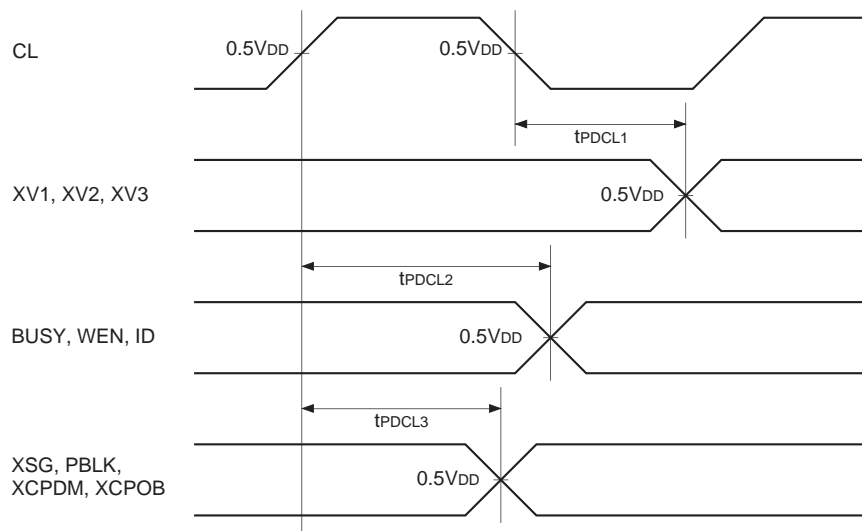 CL
0.5VDD
0.5VDD
tPDCL1
XV1, XV2, XV3
0.5VDD
tPDCL2
BUSY, WEN, ID
0.5VDD
tPDCL3
XSG, PBLK,
XCPDM, XCPOB
0.5VDD